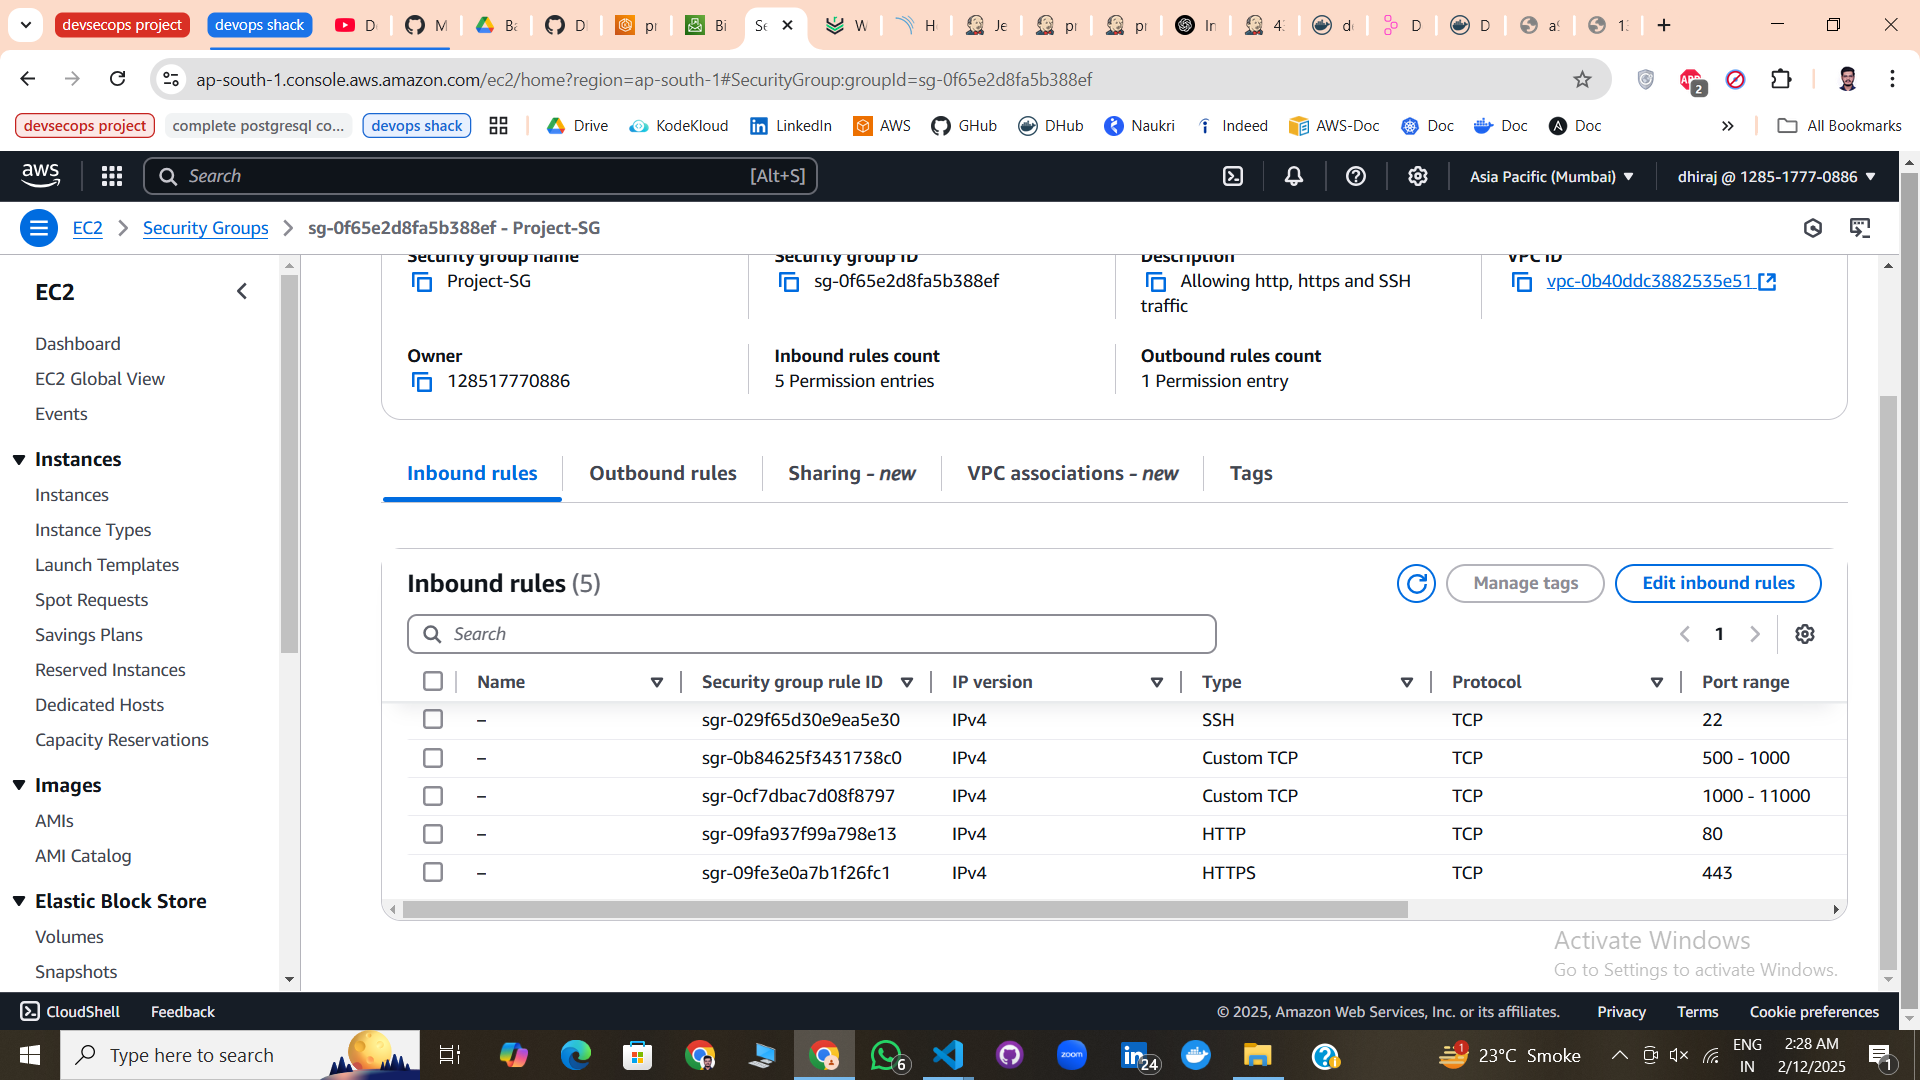 devsecops project
devops shack
ap-south-1.console.aws.amazon.com/ec2/home?region=ap-south-1#SecurityGroup:groupId=sg-0f65e2d8fa5b388ef
2
devsecops project
complete postgresql co...
devops shack
Drive
KodeKloud
LinkedIn
AWS
GHub
DHub
Naukri
Indeed
AWS-Doc
Doc
Doc
Doc
All Bookmarks
aws
Search
[Alt+S]
Asia Pacific (Mumbai)
dhiraj @ 1285-1777-0886
EC2
Security Groups
sg-0f65e2d8fa5b388ef - Project-SG
EC2
Dashboard
EC2 Global View
Events
Instances
Instances
Instance Types
Launch Templates
Spot Requests
Savings Plans
Reserved Instances
Dedicated Hosts
Capacity Reservations
Images
AMIs
AMI Catalog
Elastic Block Store
Volumes
Snapshots
Security group name
Project-SG
Security group ID
sg-0f65e2d8fa5b388ef
Description
Allowing http, https and SSH
traffic
VPC ID
vpc-0b40ddc3882535e51
Owner
128517770886
Inbound rules count
5 Permission entries
Outbound rules count
1 Permission entry
Inbound rules
Outbound rules
Sharing - new
VPC associations - new
Tags
Inbound rules (5)
Manage tags
Edit inbound rules
Search
1
Name
Security group rule ID
IP version
Type
Protocol
Port range
– sgr-029f65d30e9ea5e30 IPv4 SSH TCP 22
– sgr-0b84625f3431738c0 IPv4 Custom TCP TCP 500 - 1000
– sgr-0cf7dbac7d08f8797 IPv4 Custom TCP TCP 1000 - 11000
– sgr-09fa937f99a798e13 IPv4 HTTP TCP 80
– sgr-09fe3e0a7b1f26fc1 IPv4 HTTPS TCP 443
Activate Windows
Go to Settings to activate Windows.
CloudShell
Feedback
© 2025, Amazon Web Services, Inc. or its affiliates.
Privacy
Terms
Cookie preferences
Type here to search
6
zoom
24
1
23°C Smoke
ENG
IN
2:28 AM
2/12/2025
1